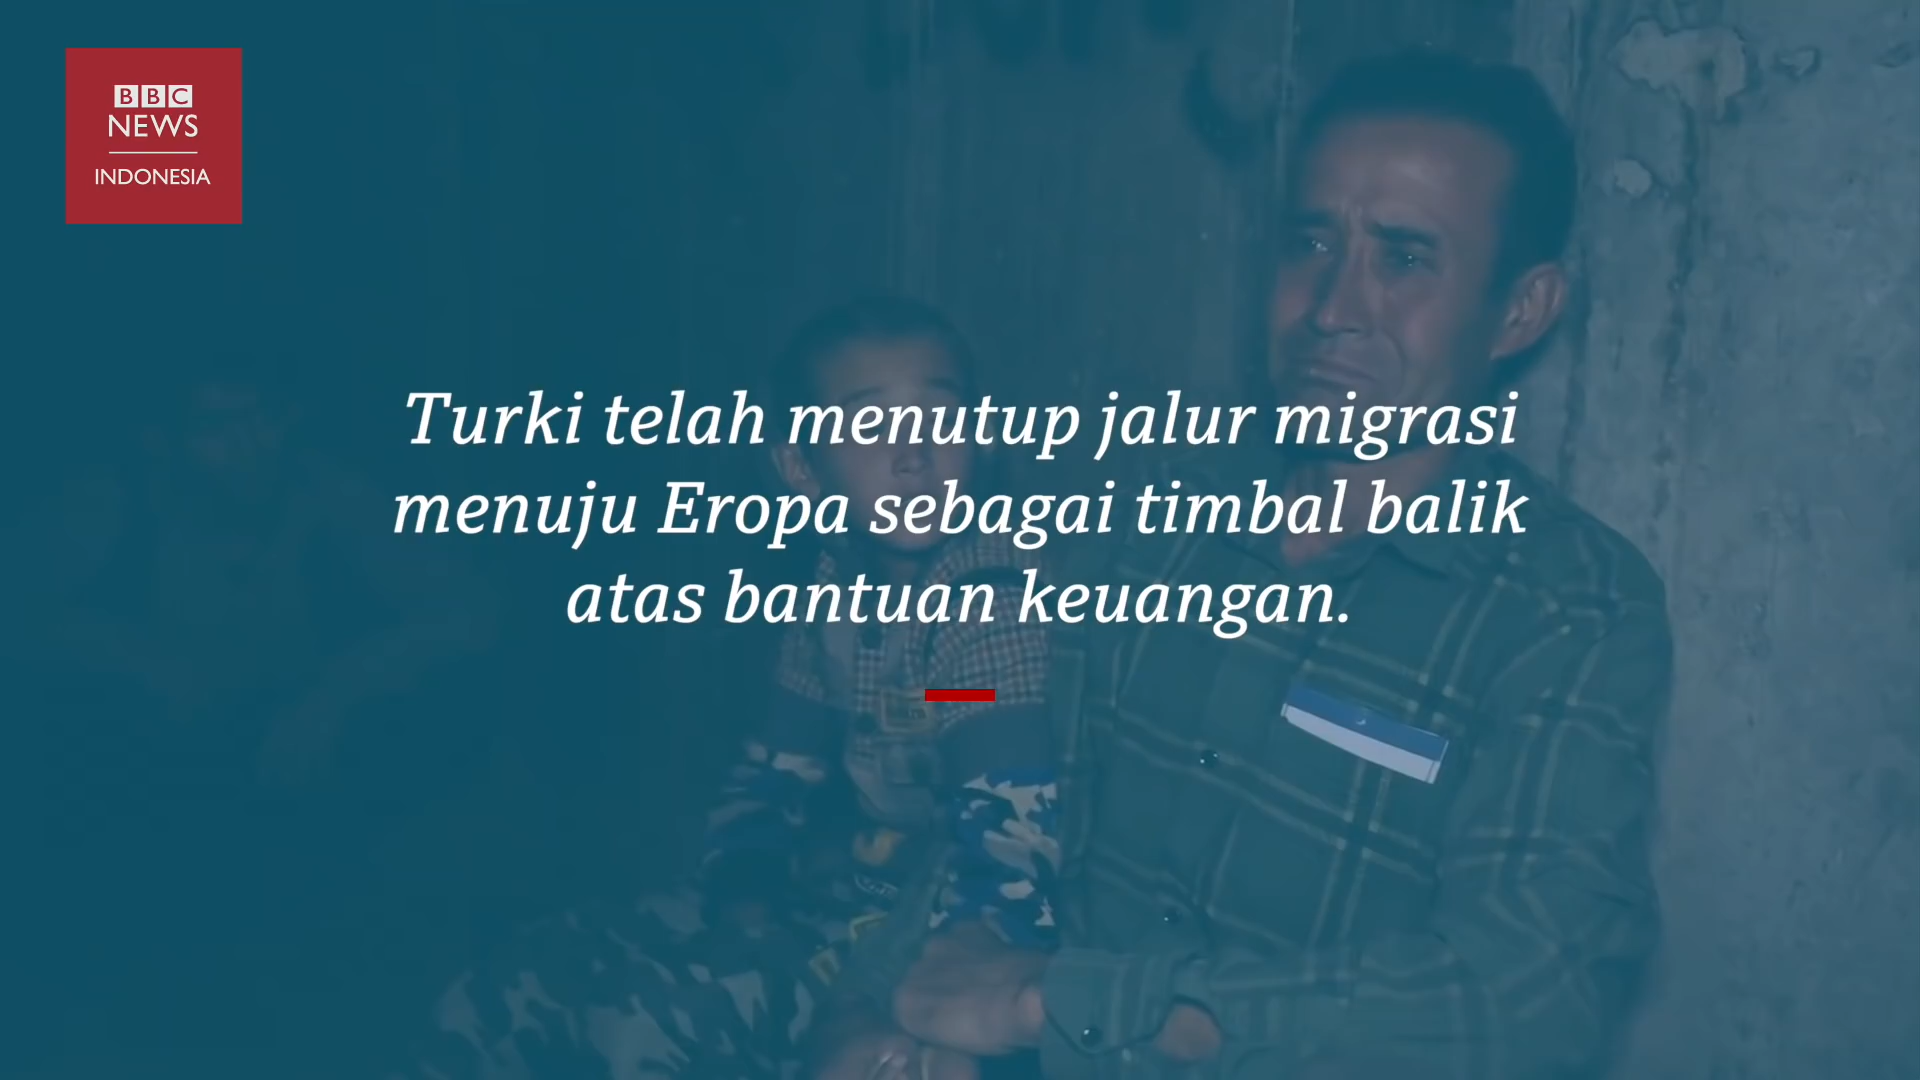 BBC
NEWS
INDONESIA
Turki telah menutup jalur migrasi
menuju Eropa sebagai timbal balik
atas bantuan keuangan.